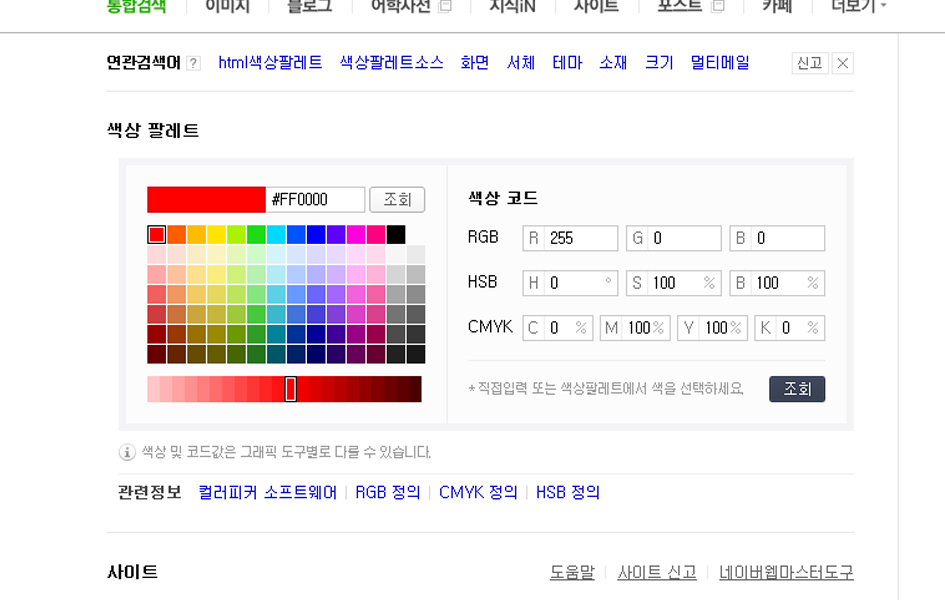 통합검색 이미지 블로그 어학사전 지식iN 사이트 포스트 카페 더보기
연관검색어 ? html색상팔레트 색상팔레트소스 화면 서체 테마 소재 크기 멀티메일 신고
색상 팔레트
#FF0000 조회
색상 코드
RGB R 255 G 0 B 0
HSB H 0 ° S 100 % B 100 %
CMYK C 0 % M 100 % Y 100 % K 0 %
* 직접입력 또는 색상팔레트에서 색을 선택하세요. 조회
색상 및 코드값은 그래픽 도구별로 다를 수 있습니다.
관련정보 컬러피커 소프트웨어 RGB 정의 CMYK 정의 HSB 정의
사이트 도움말 사이트 신고 네이버웹마스터도구